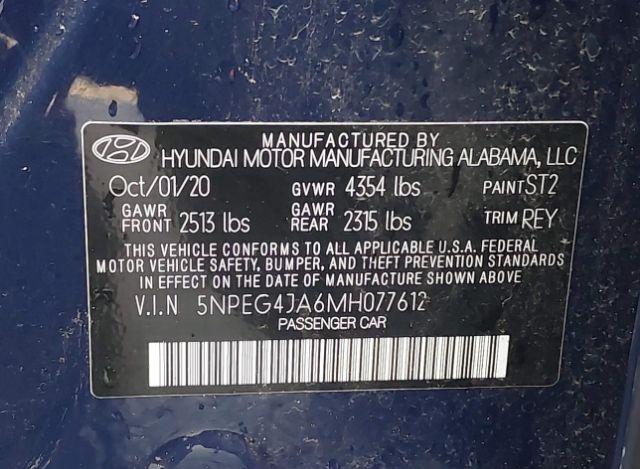 MANUFACTURED BY
HYUNDAI MOTOR MANUFACTURING ALABAMA, LLC
Oct/01/20 GVWR 4354 lbs PAINT ST2
GAWR FRONT 2513 lbs GAWR REAR 2315 lbs TRIM REY
THIS VEHICLE CONFORMS TO ALL APPLICABLE U.S.A. FEDERAL
MOTOR VEHICLE SAFETY, BUMPER, AND THEFT PREVENTION STANDARDS
IN EFFECT ON THE DATE OF MANUFACTURE SHOWN ABOVE
V.I.N 5NPEG4JA6MH077612
PASSENGER CAR